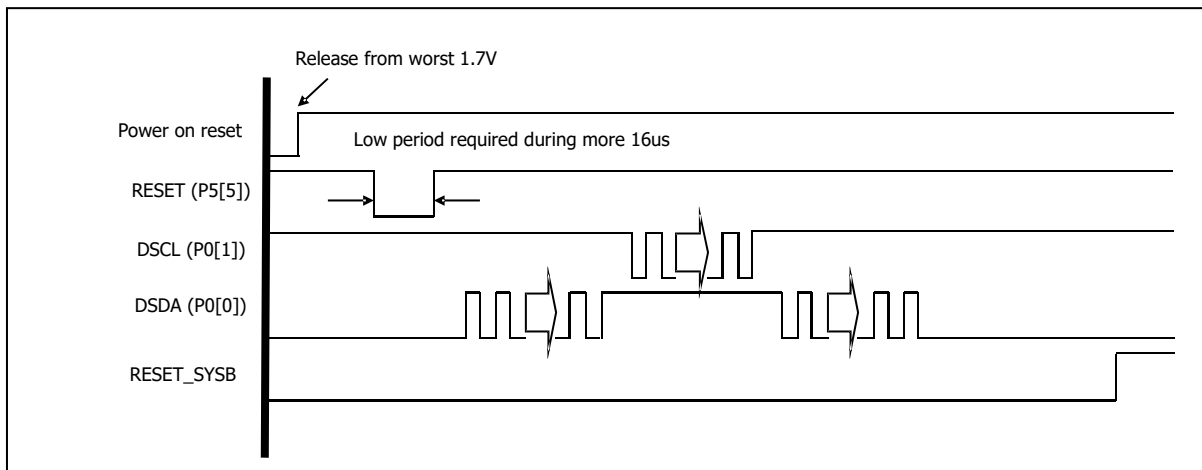 Release from worst 1.7V
Power on reset
Low period required during more 16us
RESET (P5[5])
DSCL (P0[1])
DSDA (P0[0])
RESET_SYSB